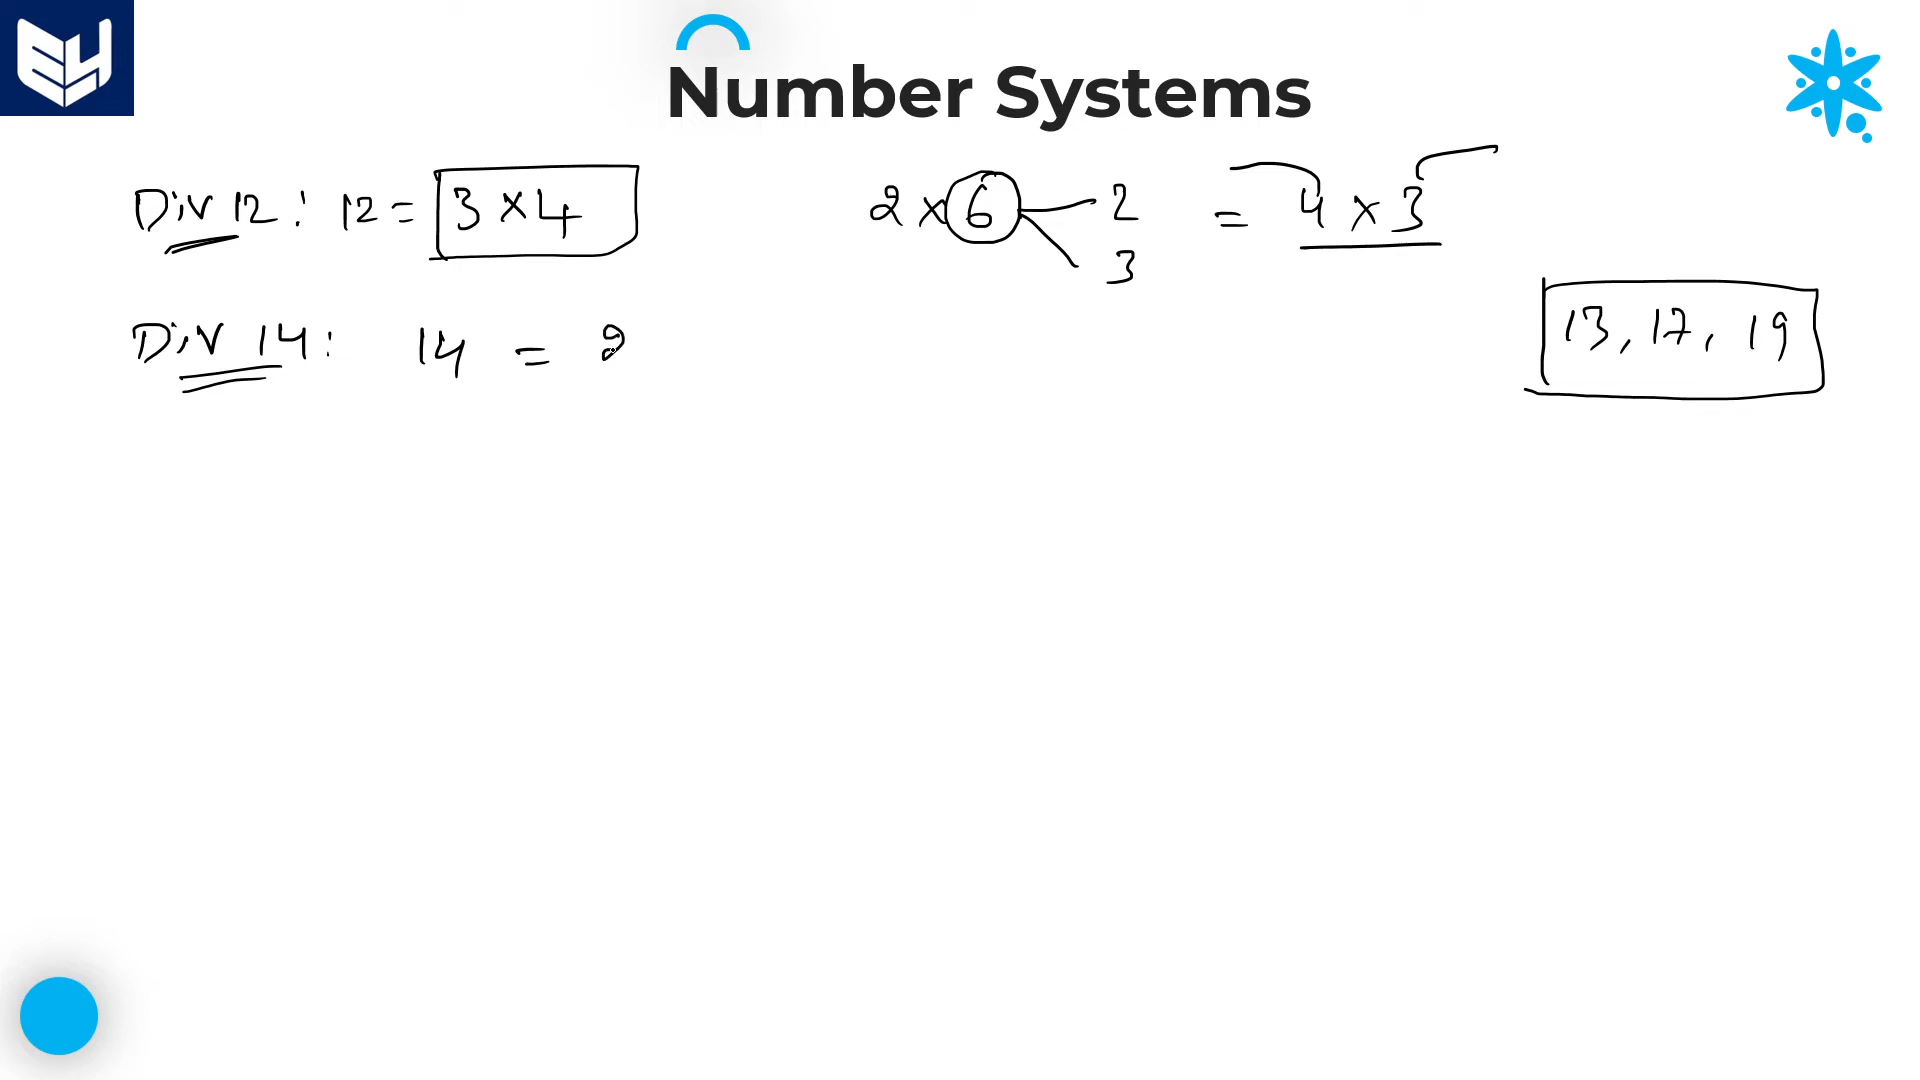 Number Systems
Div 12: 12 = 3 × 4
2 × 6 2 = 4 × 3
3
13, 17, 19
Div 14: 14 =